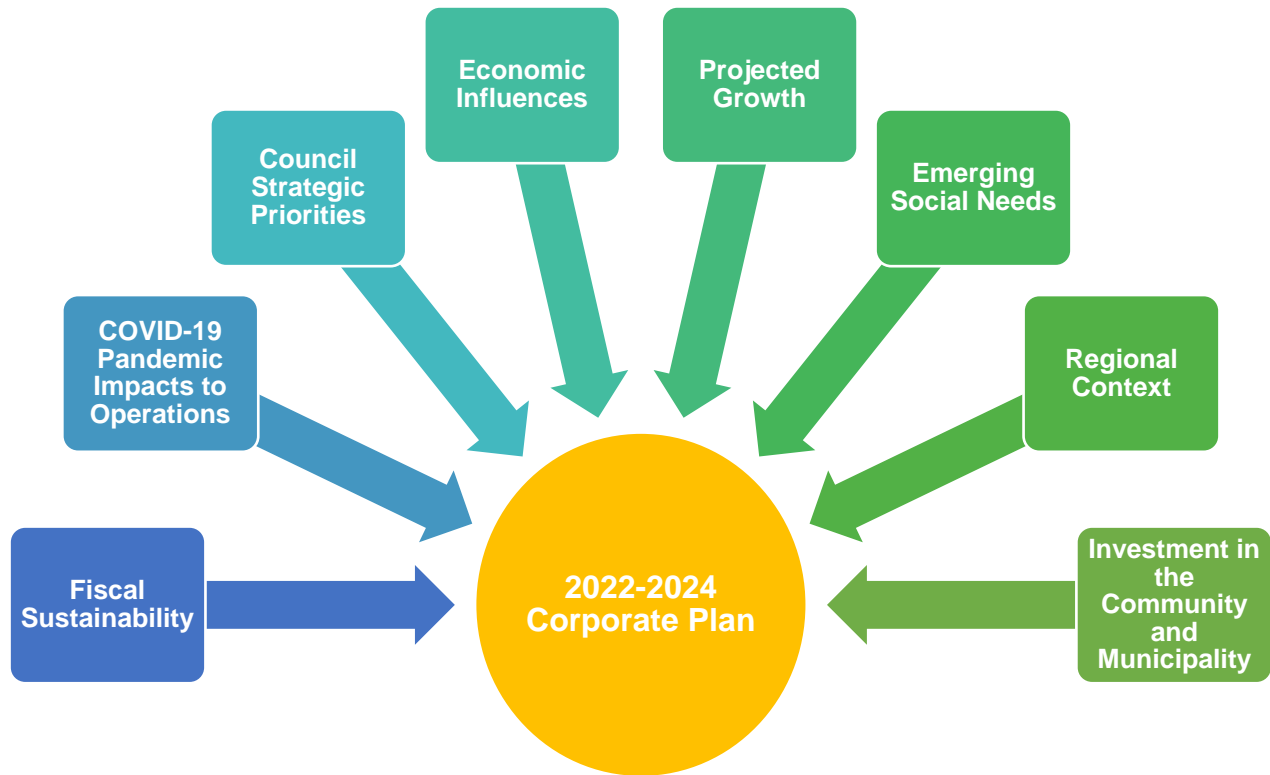 Fiscal
Sustainability
COVID-19
Pandemic
Impacts to
Operations
Council
Strategic
Priorities
Economic
Influences
Projected
Growth
Emerging
Social Needs
Regional
Context
Investment in
the
Community
and
Municipality
2022-2024
Corporate Plan